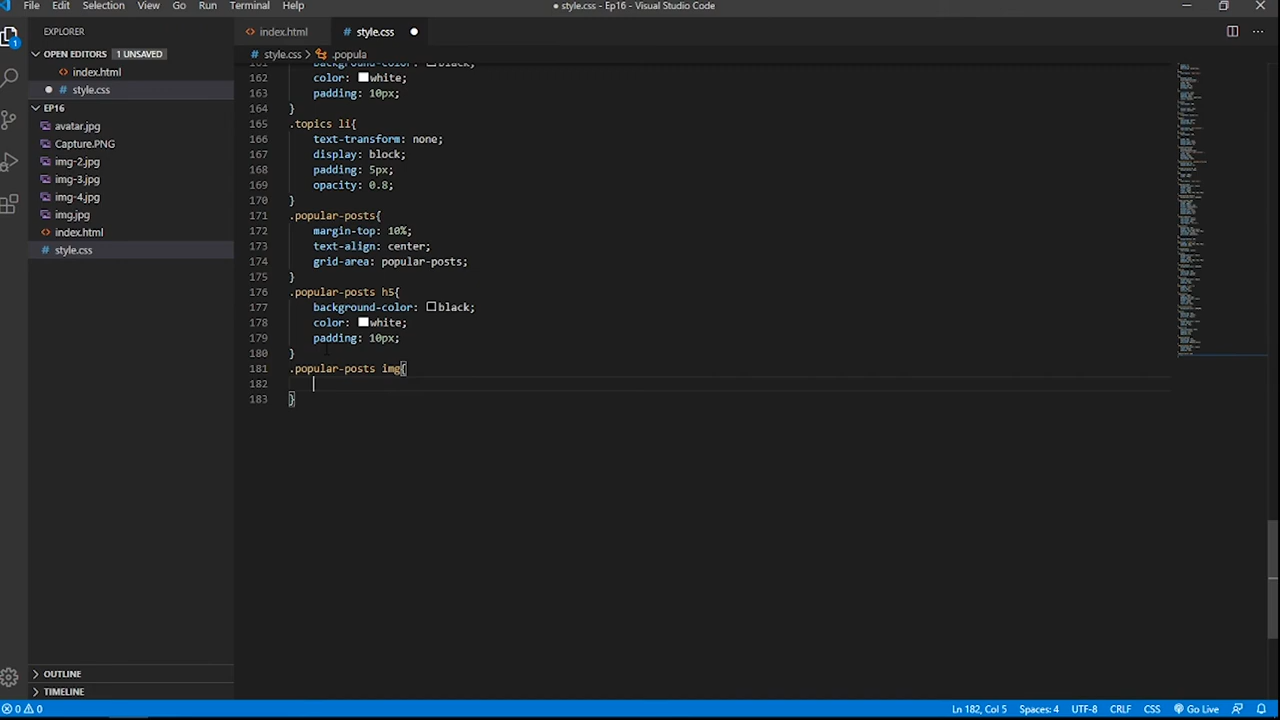 File Edit Selection View Go Run Terminal Help
● style.css - Ep16 - Visual Studio Code
EXPLORER
OPEN EDITORS 1 UNSAVED
index.html
style.css
EP16
avatar.jpg
Capture.PNG
img-2.jpg
img-3.jpg
img-4.jpg
img.jpg
index.html
style.css
OUTLINE
TIMELINE
1
index.html
style.css
style.css > .popula
161 background-color: black;
162 color: white;
163 padding: 10px;
164 }
165 .topics li{
166 text-transform: none;
167 display: block;
168 padding: 5px;
169 opacity: 0.8;
170 }
171 .popular-posts{
172 margin-top: 10%;
173 text-align: center;
174 grid-area: popular-posts;
175 }
176 .popular-posts h5{
177 background-color: black;
178 color: white;
179 padding: 10px;
180 }
181 .popular-posts img{
182
183 }
0 0
Ln 182, Col 5 Spaces: 4 UTF-8 CRLF CSS Go Live